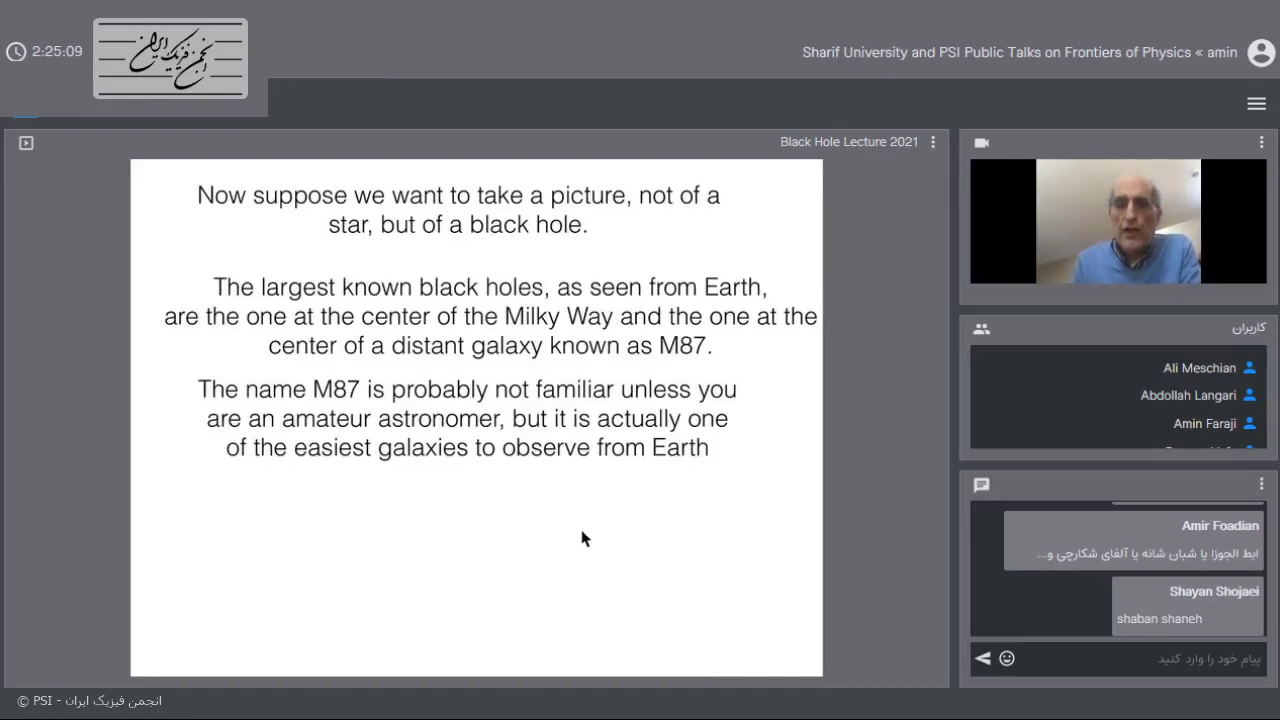 2:25:09
انجمن فیزیک ایران
Sharif University and PSI Public Talks on Frontiers of Physics « amin
Black Hole Lecture 2021
Now suppose we want to take a picture, not of a
star, but of a black hole.
The largest known black holes, as seen from Earth,
are the one at the center of the Milky Way and the one at the
center of a distant galaxy known as M87.
The name M87 is probably not familiar unless you
are an amateur astronomer, but it is actually one
of the easiest galaxies to observe from Earth
کاربران
Ali Meschian
Abdollah Langari
Amin Faraji
Amir Foadian
ابط الجوزا یا شبان شانه یا آلفای شکارچی و...
Shayan Shojaei
shaban shaneh
پیام خود را وارد کنید
© PSI - انجمن فیزیک ایران